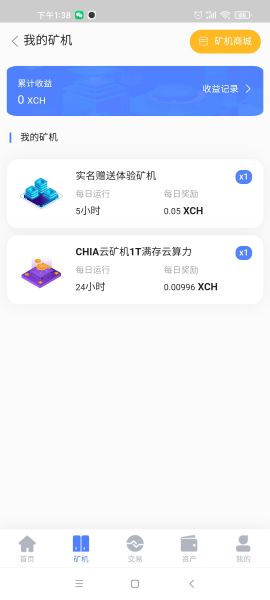 下午1:38
我的矿机
矿机商城
累计收益
0 XCH
收益记录
我的矿机
实名赠送体验矿机
x1
每日运行 每日奖励
5小时 0.05 XCH
CHIA云矿机1T满存云算力
x1
每日运行 每日奖励
24小时 0.00996 XCH
首页 矿机 交易 资产 我的